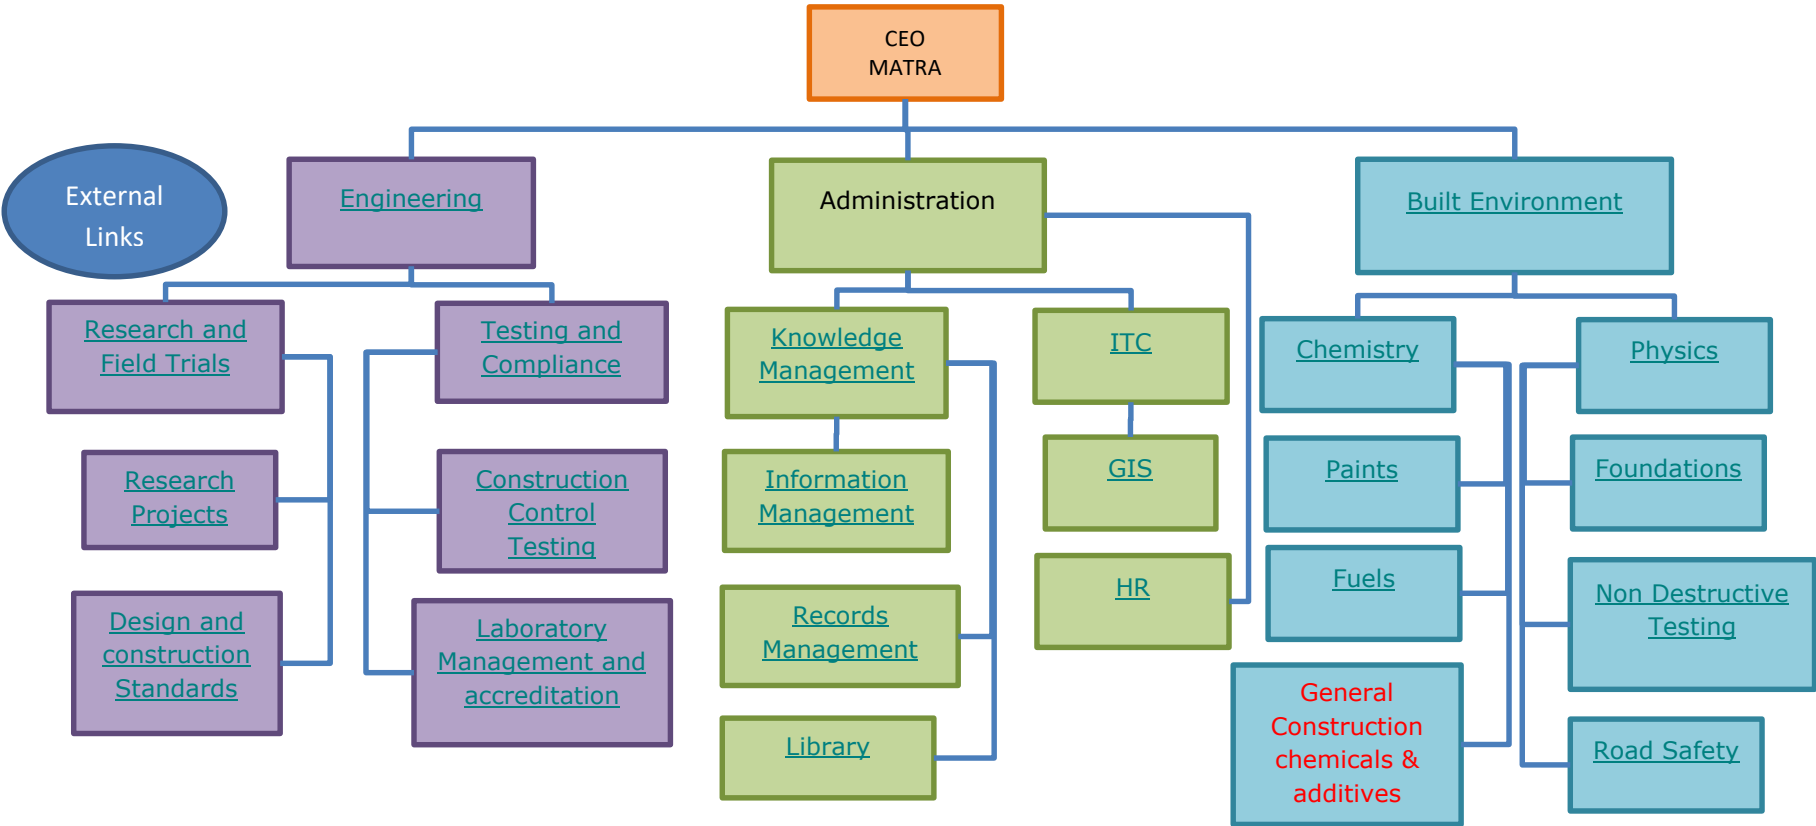 CEO
MATRA
External
Links
Engineering
Administration
Built Environment
Research and
Field Trials
Testing and
Compliance
Knowledge
Management
ITC
Chemistry
Physics
Research
Projects
Construction
Control
Testing
Information
Management
GIS
Paints
Foundations
Design and
construction
Standards
Laboratory
Management and
accreditation
Records
Management
HR
Fuels
Non Destructive
Testing
Library
General
Construction
chemicals &
additives
Road Safety